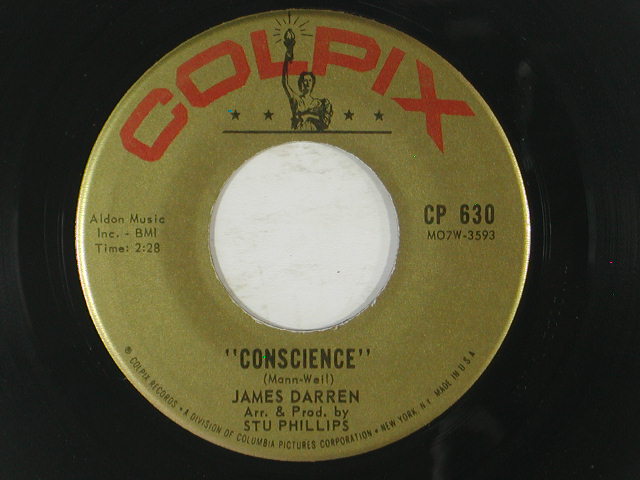 COLPIX
CP 630
MO7W-3593
Aldon Music
Inc. - BMI
Time: 2:28
"CONSCIENCE"
(Mann-Weil)
JAMES DARREN
Arr. & Prod. by
STU PHILLIPS
® COLPIX RECORDS • A DIVISION OF COLUMBIA PICTURES CORPORATION • NEW YORK, N.Y. MADE IN U.S.A